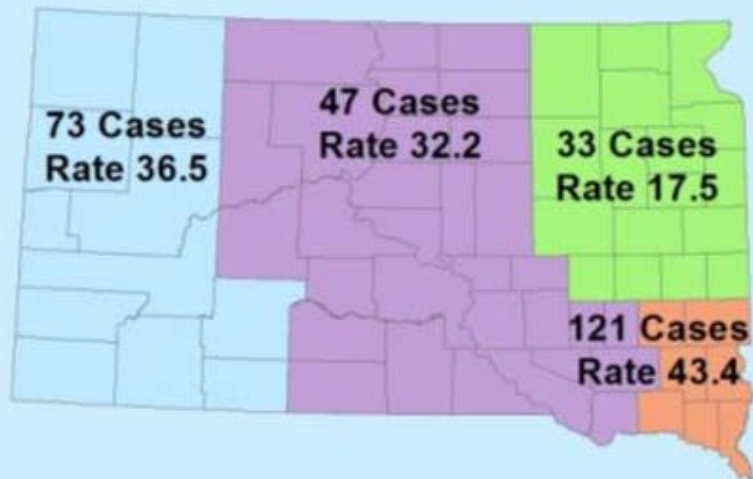 73 Cases
Rate 36.5
47 Cases
Rate 32.2
33 Cases
Rate 17.5
121 Cases
Rate 43.4